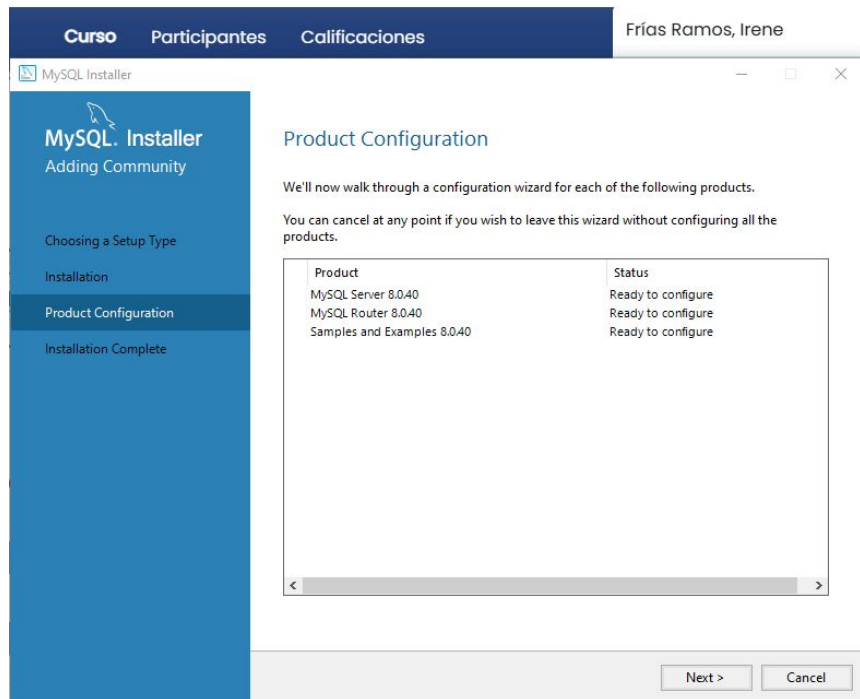 Curso Participantes Calificaciones Frías Ramos, Irene
MySQL Installer
MySQL. Installer
Adding Community
Choosing a Setup Type
Installation
Product Configuration
Installation Complete
Product Configuration
We'll now walk through a configuration wizard for each of the following products.
You can cancel at any point if you wish to leave this wizard without configuring all the
products.
Product Status
MySQL Server 8.0.40 Ready to configure
MySQL Router 8.0.40 Ready to configure
Samples and Examples 8.0.40 Ready to configure
Next > Cancel